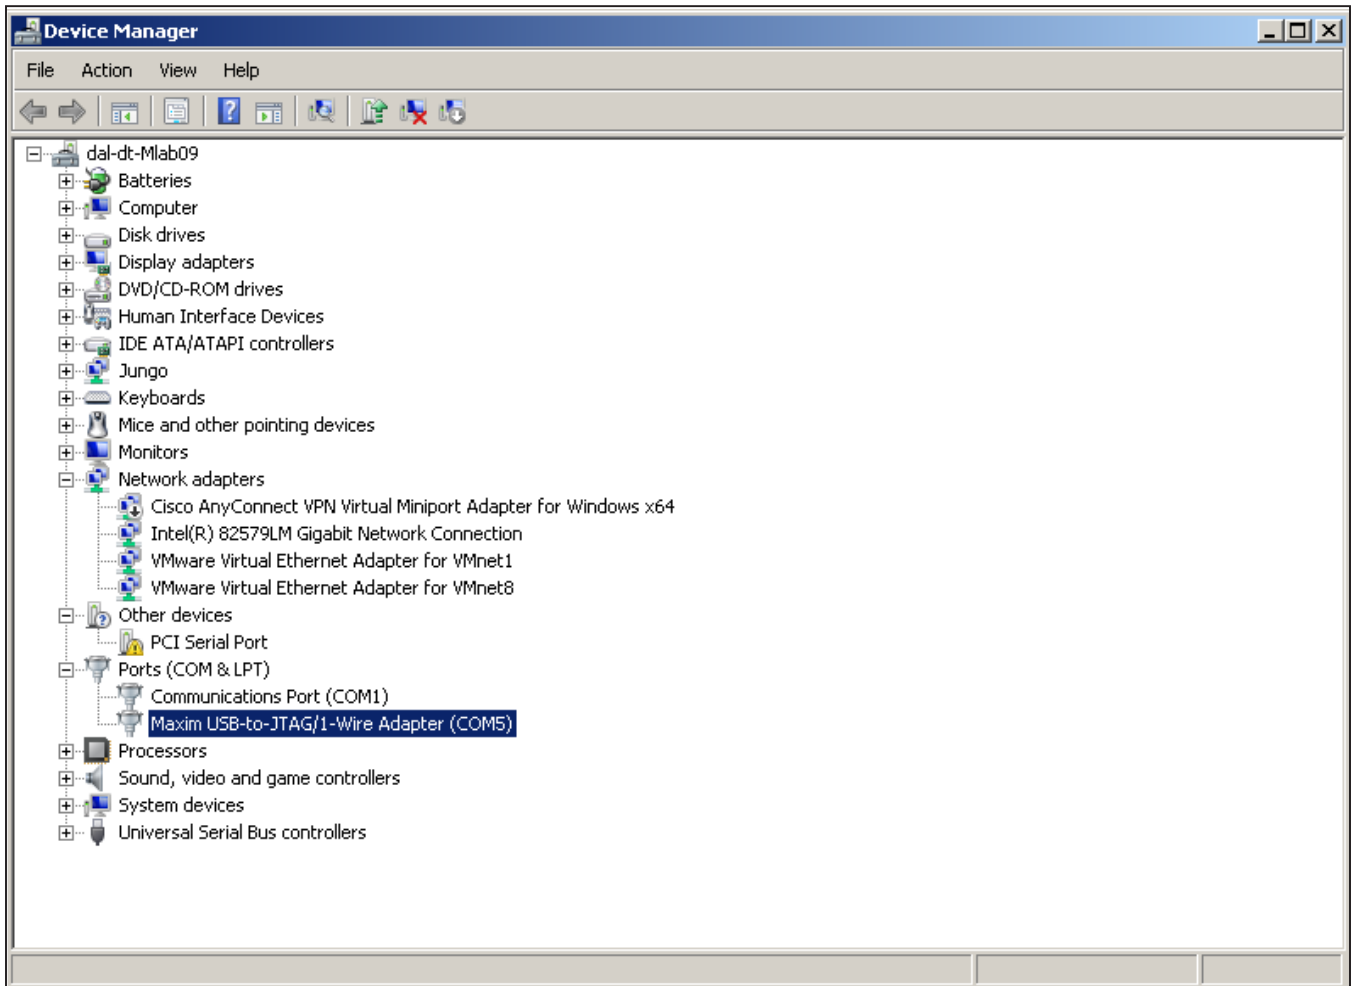 Device Manager
File Action View Help
dal-dt-Mlab09
Batteries
Computer
Disk drives
Display adapters
DVD/CD-ROM drives
Human Interface Devices
IDE ATA/ATAPI controllers
Jungo
Keyboards
Mice and other pointing devices
Monitors
Network adapters
Cisco AnyConnect VPN Virtual Miniport Adapter for Windows x64
Intel(R) 82579LM Gigabit Network Connection
VMware Virtual Ethernet Adapter for VMnet1
VMware Virtual Ethernet Adapter for VMnet8
Other devices
PCI Serial Port
Ports (COM & LPT)
Communications Port (COM1)
Maxim USB-to-JTAG/1-Wire Adapter (COM5)
Processors
Sound, video and game controllers
System devices
Universal Serial Bus controllers